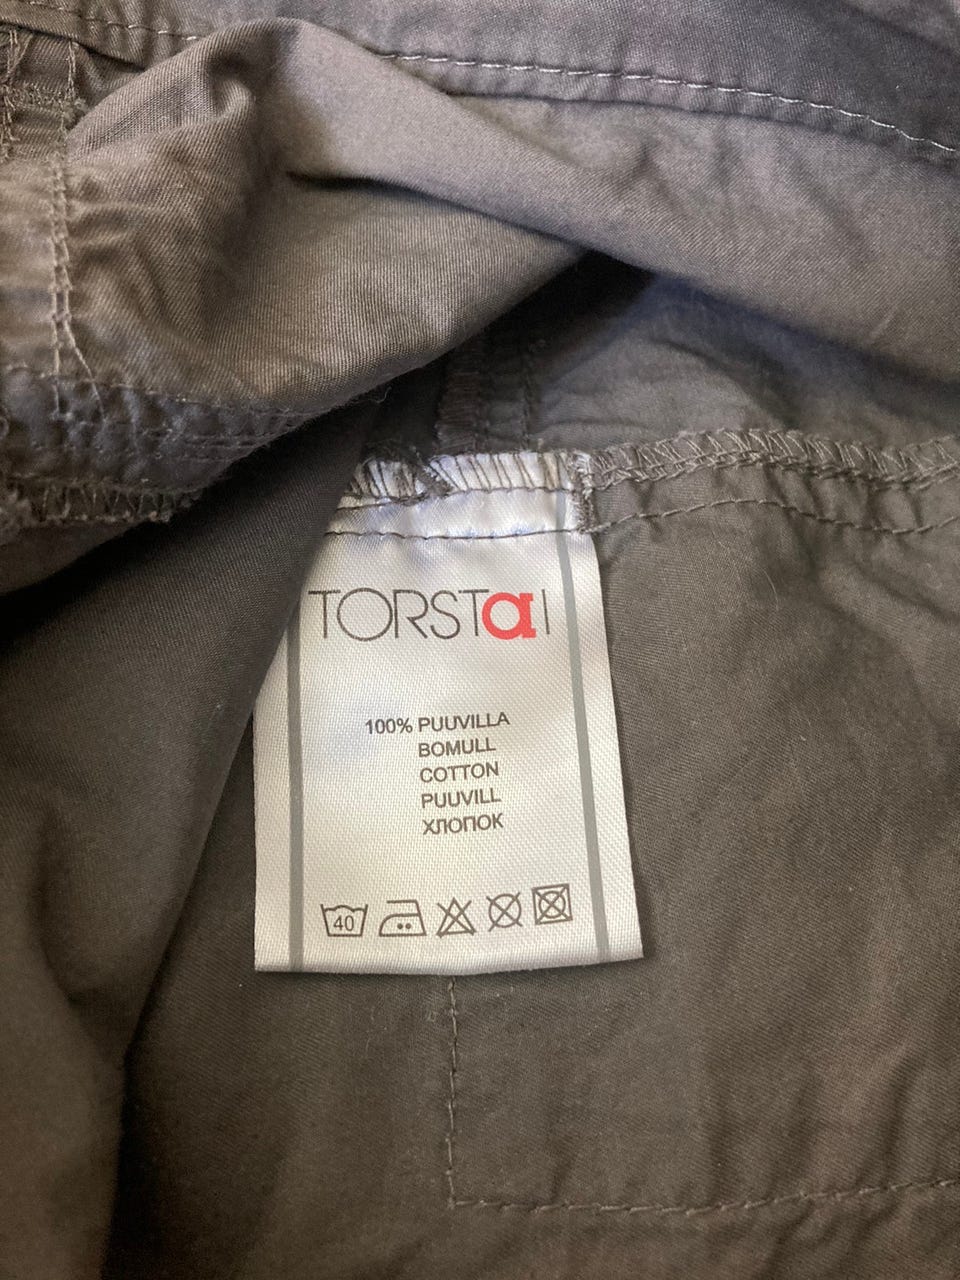 TORSTaI
100% PUUVILLA
BOMULL
COTTON
PUUVILL
ХЛОПОК
40